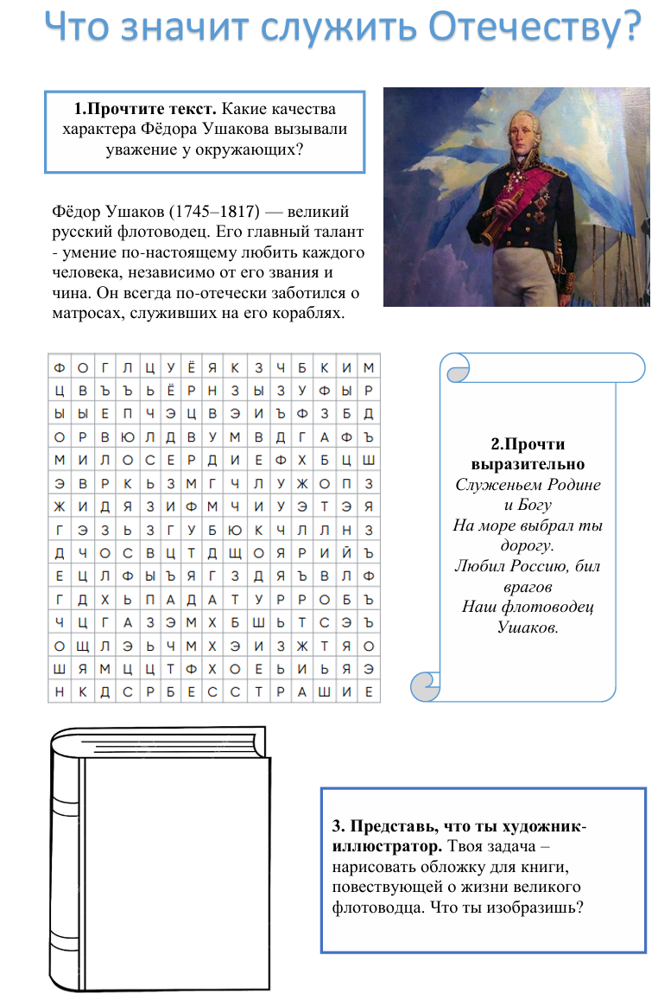 Что значит служить Отечеству?
1.Прочтите текст. Какие качества
характера Фёдора Ушакова вызывали
уважение у окружающих?
Фёдор Ушаков (1745–1817) — великий
русский флотоводец. Его главный талант
- умение по-настоящему любить каждого
человека, независимо от его звания и
чина. Он всегда по-отечески заботился о
матросах, служивших на его кораблях.
Ф О Г Л Ц У Ё Я К З Ч Б К И М
Ц В Ъ Ъ Ь Ё Р Н З Ы З У Ф Ы Р
Ы Ы Е П Ч Э Ц В Э И Ъ Ф З Б Д
О Р В Ю Л Д В У М В Д Г А Ф Ъ
М И Л О С Е Р Д И Е Ф Х Б Ц Ш
Э В Р К Ь З М Г Ч Л У Ж О П З
Ж И Д Я З И Ф М Ч И У Э Т Э Я
Г Э З Ь З Г У Б Ю К Ч Л Л Н З
Д Ч О С В Ц Т Д Щ О Я Р И Й Ъ
Е Ц Л Ф Ы Ъ Я Г З Д Я Ъ В Л Ф
Г Д Х Ь П А Д А Т У Р Р О Б Ъ
Ч Ц Г А З Э М Х Б Ш Ь Т С Э Ъ
О Щ Л Э Ь Ч М Х Э И З Ж Т Я О
Ш Я М Ц Ц Т Ф Х О Е Ь И Ь Я Э
Н К Д С Р Б Е С С Т Р А Ш И Е
2.Прочти
выразительно
Служеньем Родине
и Богу
На море выбрал ты
дорогу.
Любил Россию, бил
врагов
Наш флотоводец
Ушаков.
3. Представь, что ты художник-
иллюстратор. Твоя задача –
нарисовать обложку для книги,
повествующей о жизни великого
флотоводца. Что ты изобразишь?